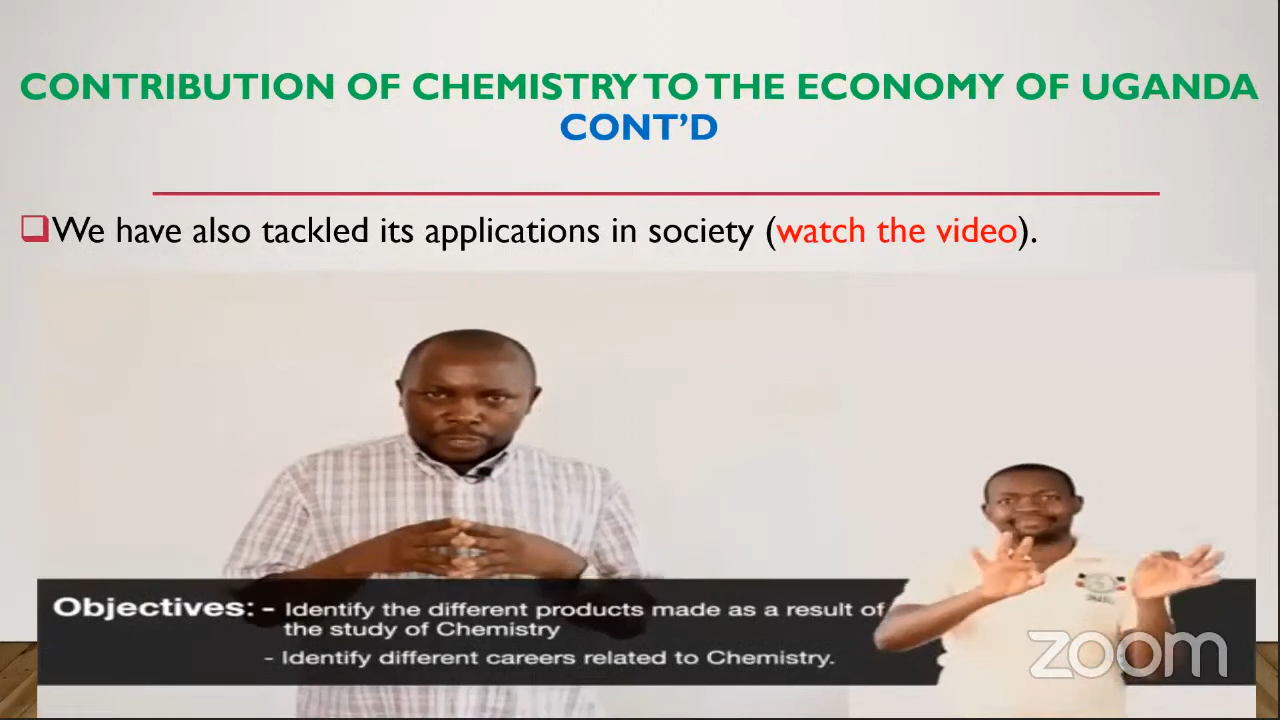 CONTRIBUTION OF CHEMISTRY TO THE ECONOMY OF UGANDA
CONT'D
We have also tackled its applications in society (watch the video).
Objectives: - Identify the different products made as a result of
the study of Chemistry
- Identify different careers related to Chemistry.
zoom